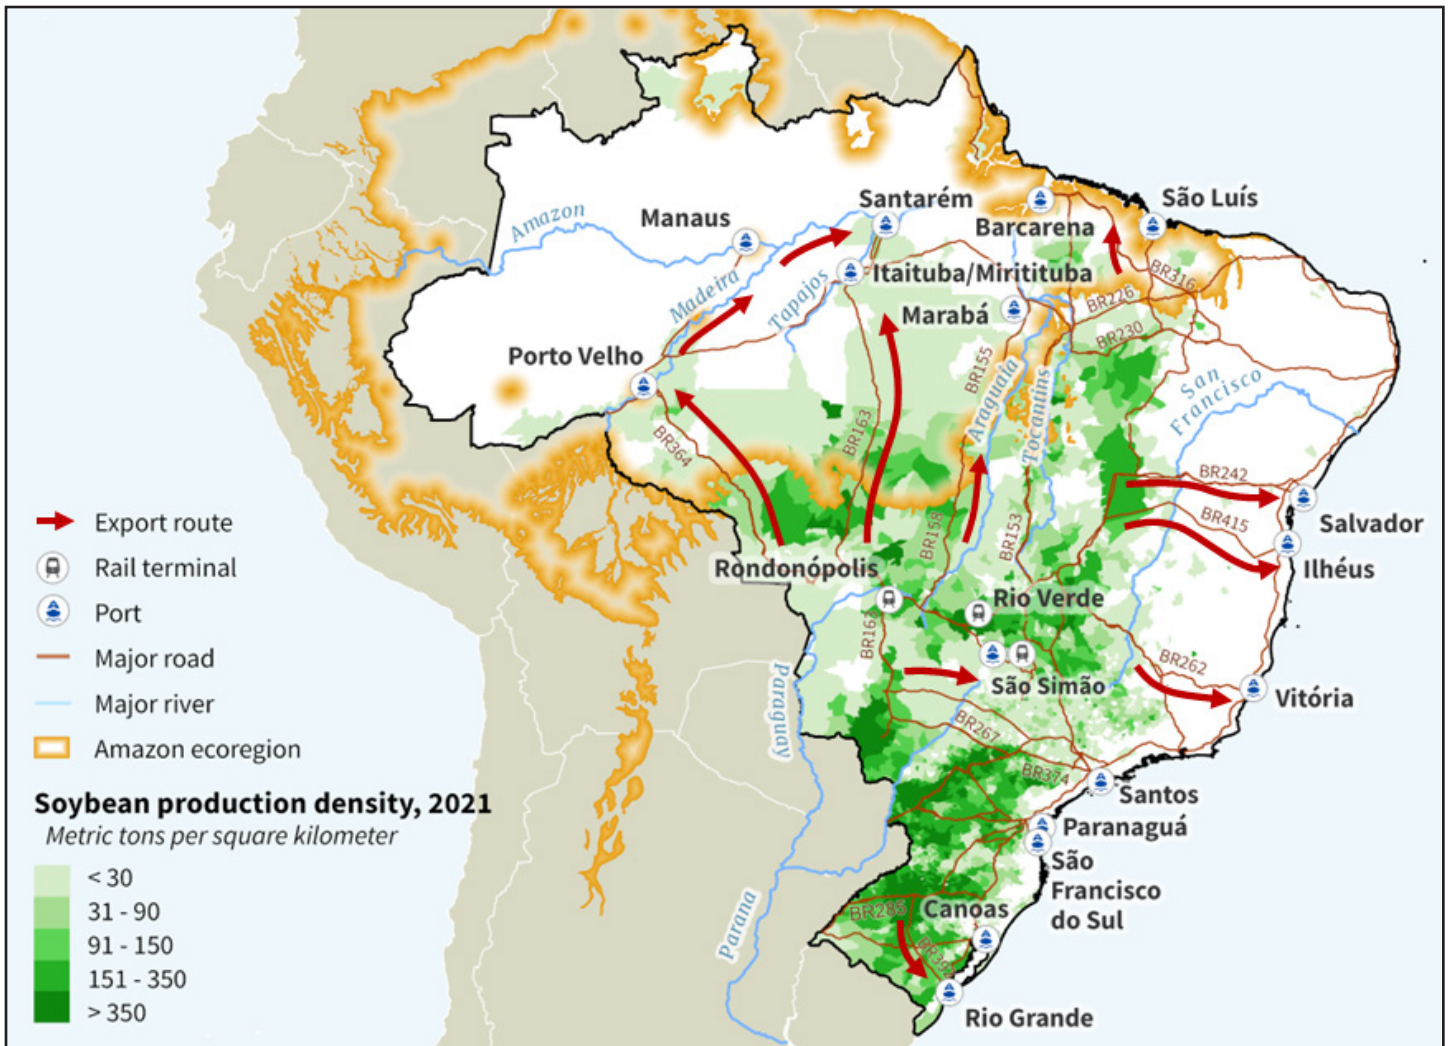 Amazon
Manaus
Santarém
São Luís
Barcarena
Madeira
Tapajos
Itaituba/Miritituba
BR316
BR226
Marabá
BR230
Porto Velho
BR155
Araguaia
Tocantins
San
Francisco
BR364
BR163
BR242
Salvador
BR415
BR158
BR153
Ilhéus
Rondonópolis
Rio Verde
BR163
São Simão
BR262
Vitória
Paraguay
BR267
BR374
Santos
Paranaguá
São
Francisco
do Sul
Parana
BR285
Canoas
BR392
Rio Grande
Export route
Rail terminal
Port
Major road
Major river
Amazon ecoregion
Soybean production density, 2021
Metric tons per square kilometer
< 30
31 - 90
91 - 150
151 - 350
> 350